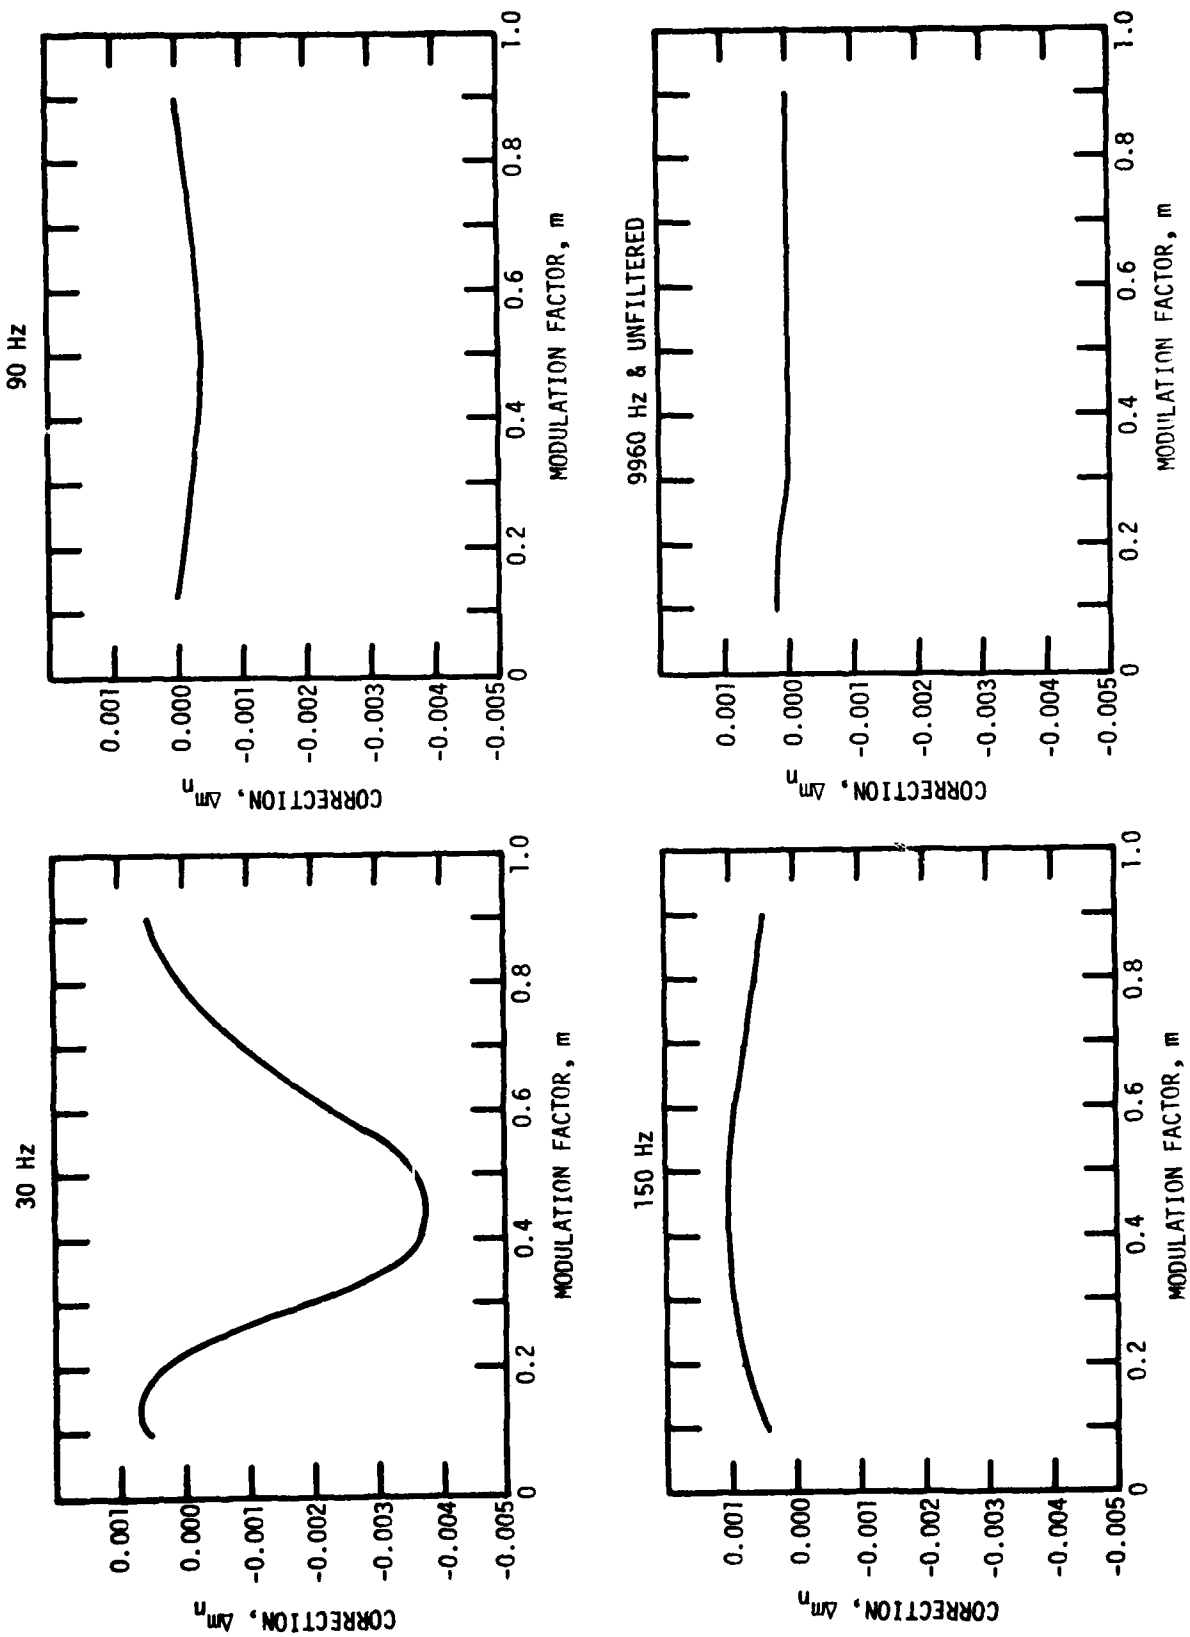 30 Hz
CORRECTION, Δmₙ
0.001
0.000
-0.001
-0.002
-0.003
-0.004
-0.005
0 0.2 0.4 0.6 0.8 1.0
MODULATION FACTOR, m
90 Hz
CORRECTION, Δmₙ
0.001
0.000
-0.001
-0.002
-0.003
-0.004
-0.005
0 0.2 0.4 0.6 0.8 1.0
MODULATION FACTOR, m
150 Hz
CORRECTION, Δmₙ
0.001
0.000
-0.001
-0.002
-0.003
-0.004
-0.005
0 0.2 0.4 0.6 0.8 1.0
MODULATION FACTOR, m
9960 Hz & UNFILTERED
CORRECTION, Δmₙ
0.001
0.000
-0.001
-0.002
-0.003
-0.004
-0.005
0 0.2 0.4 0.6 0.8 1.0
MODULATION FACTOR, m